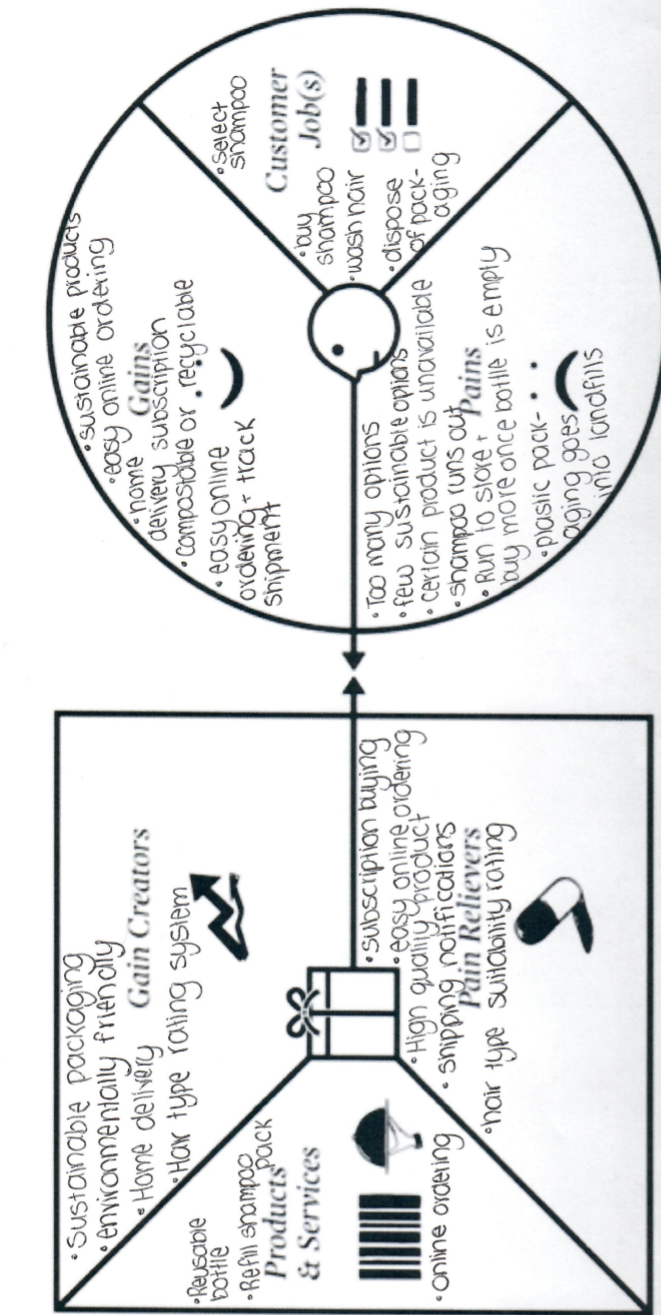 • Sustainable packaging
• environmentally friendly
Gain Creators
• Home delivery
• Hair type rating system
• Reusable
bottle
• Refill shampoo
pack
Products
& Services
• online ordering
• subscription buying
• easy online ordering
• High quality product
• shipping notifications
Pain Relievers
• hair type suitability rating
• sustainable products
• easy online ordering
Gains
• home
delivery subscription
• compostable or recyclable
• easy online
ordering + track
shipment
• select
shampoo
Customer
Job(s)
• buy
shampoo
• wash hair
• dispose
of pack-
aging
• Too many options
• few sustainable options
• certain product is unavailable
• shampoo runs out
Pains
• Run to store +
buy more once bottle is empty
• plastic pack-
aging goes
into landfills